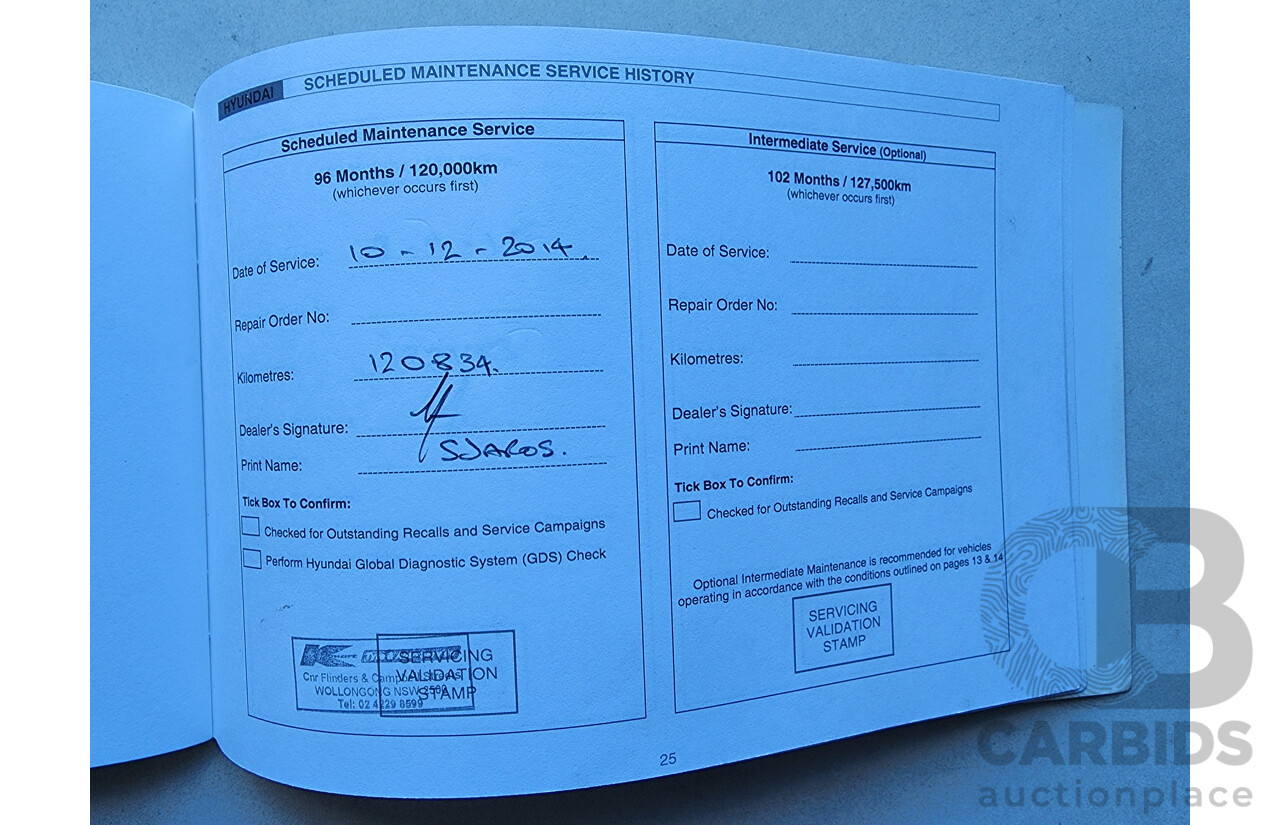 HYUNDAI
SCHEDULED MAINTENANCE SERVICE HISTORY
Scheduled Maintenance Service
96 Months / 120,000km
(whichever occurs first)
Date of Service: 10 - 12 - 2014.
Repair Order No:
Kilometres: 120834.
Dealer's Signature:
Print Name: SJAROS.
Tick Box To Confirm:
Checked for Outstanding Recalls and Service Campaigns
Perform Hyundai Global Diagnostic System (GDS) Check
SERVICING
VALIDATION
STAMP
Cnr Flinders &
WOLLONGONG NSW 2500
Tel: 02 4229 8599
Intermediate Service (Optional)
102 Months / 127,500km
(whichever occurs first)
Date of Service:
Repair Order No:
Kilometres:
Dealer's Signature:
Print Name:
Tick Box To Confirm:
Checked for Outstanding Recalls and Service Campaigns
Optional Intermediate Maintenance is recommended for vehicles
operating in accordance with the conditions outlined on pages 13 & 14
SERVICING
VALIDATION
STAMP
25
CB
CARBIDS
auctionplace